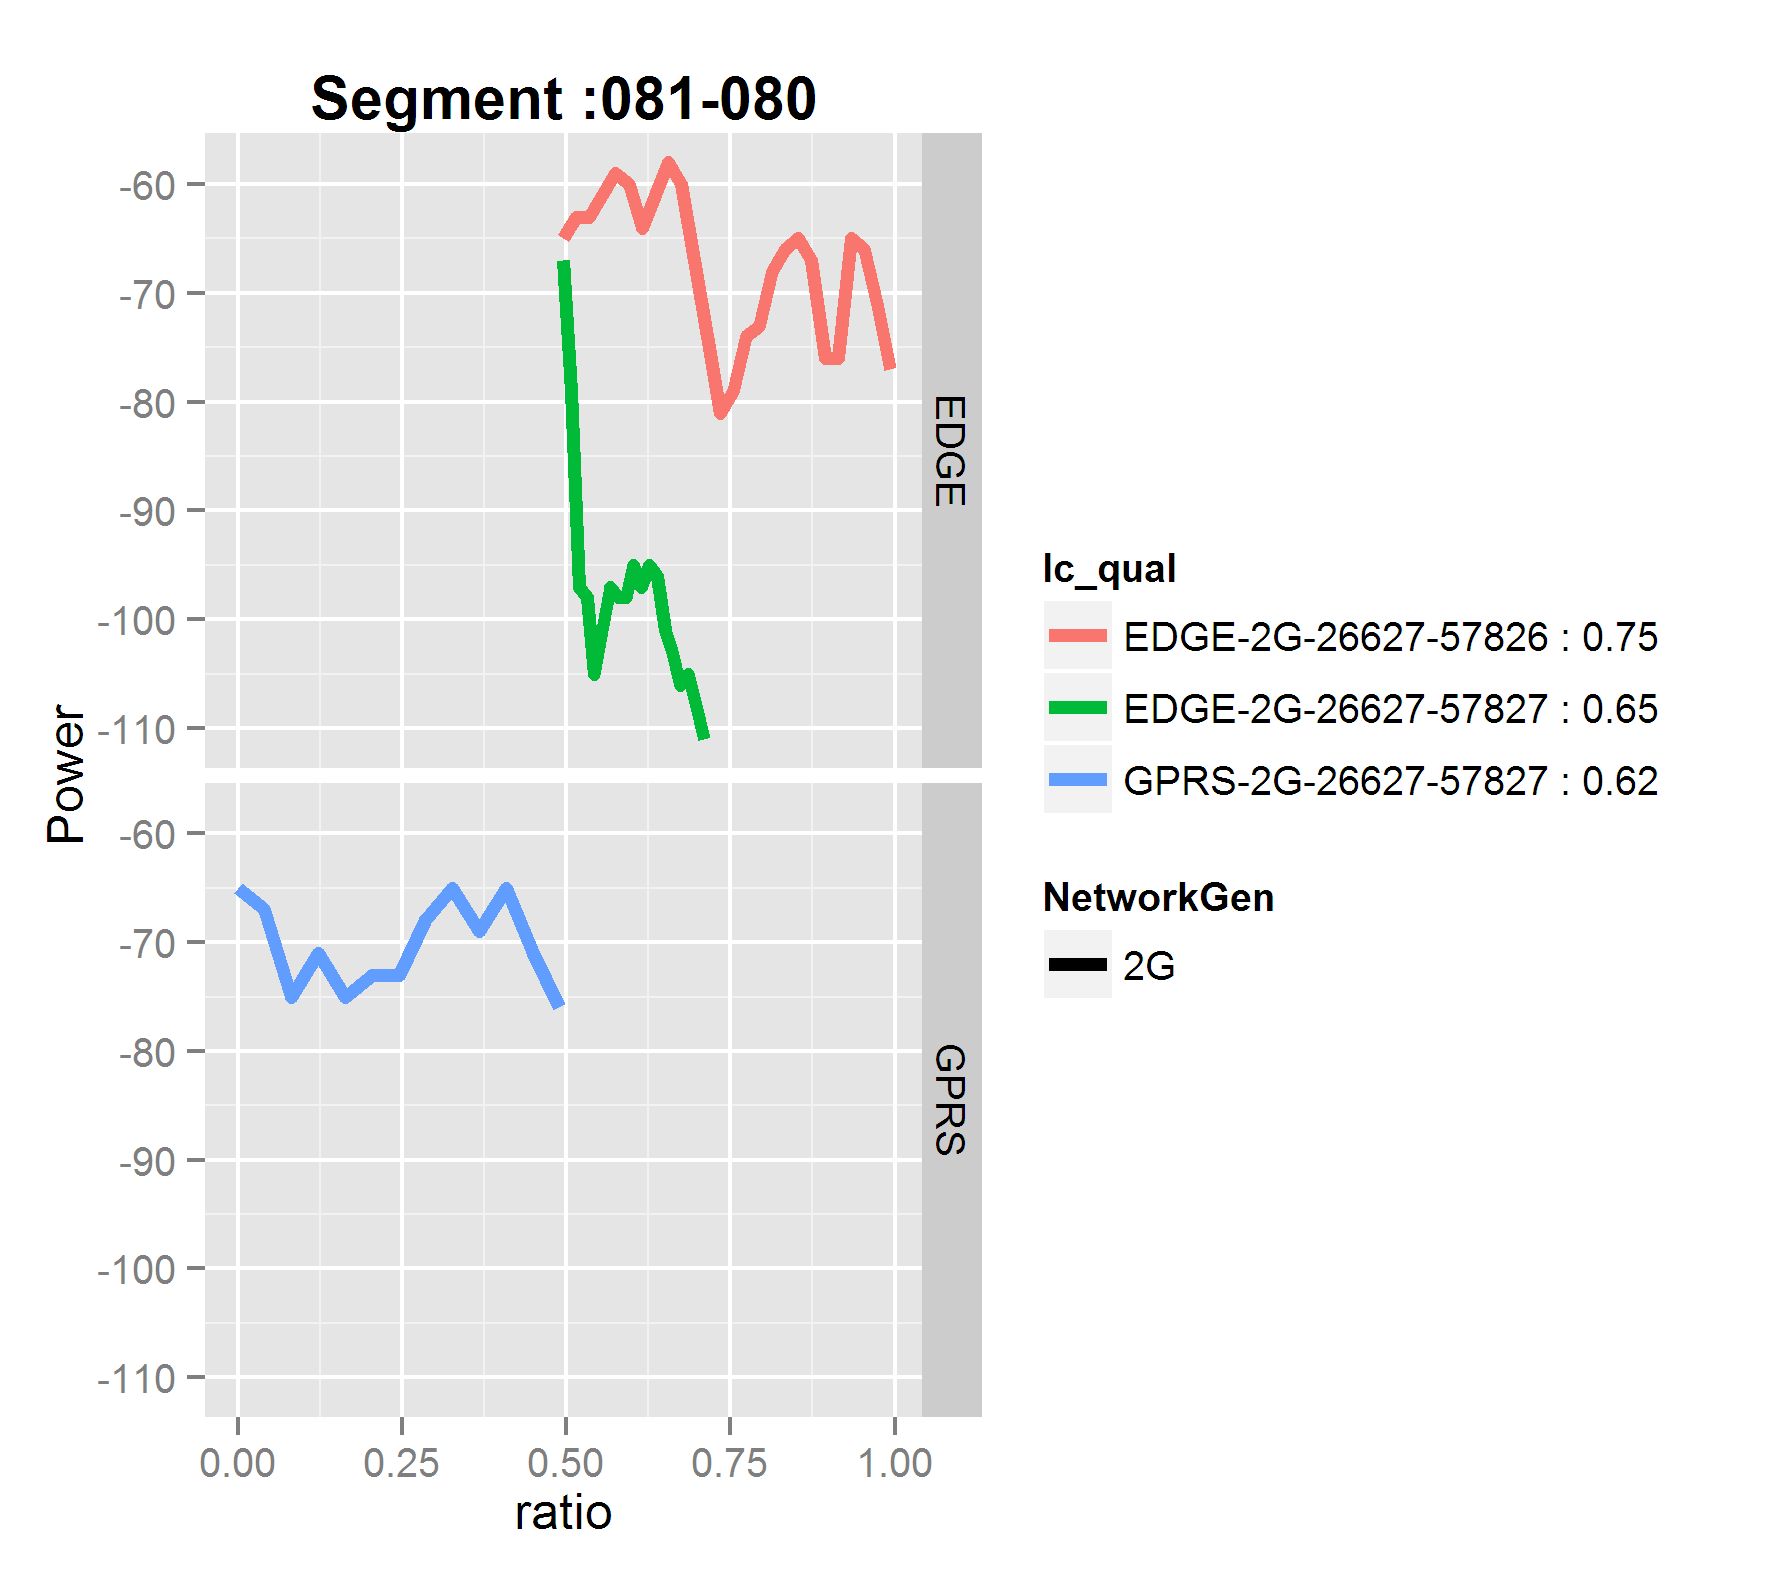 Segment :081-080
-60
-70
-80
-90
-100
-110
EDGE
Power
-60
-70
-80
-90
-100
-110
GPRS
0.00 0.25 0.50 0.75 1.00
ratio
lc_qual
EDGE-2G-26627-57826 : 0.75
EDGE-2G-26627-57827 : 0.65
GPRS-2G-26627-57827 : 0.62
NetworkGen
2G